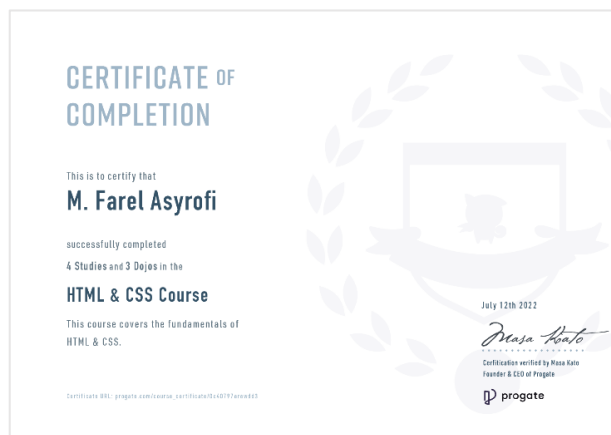 CERTIFICATE OF
COMPLETION
This is to certify that
M. Farel Asyrofi
successfully completed
4 Studies and 3 Dojos in the
HTML & CSS Course
This course covers the fundamentals of
HTML & CSS.
July 12th 2022
Masa Kato
Certification verified by Masa Kato
Founder & CEO of Progate
progate
Certificate URL: